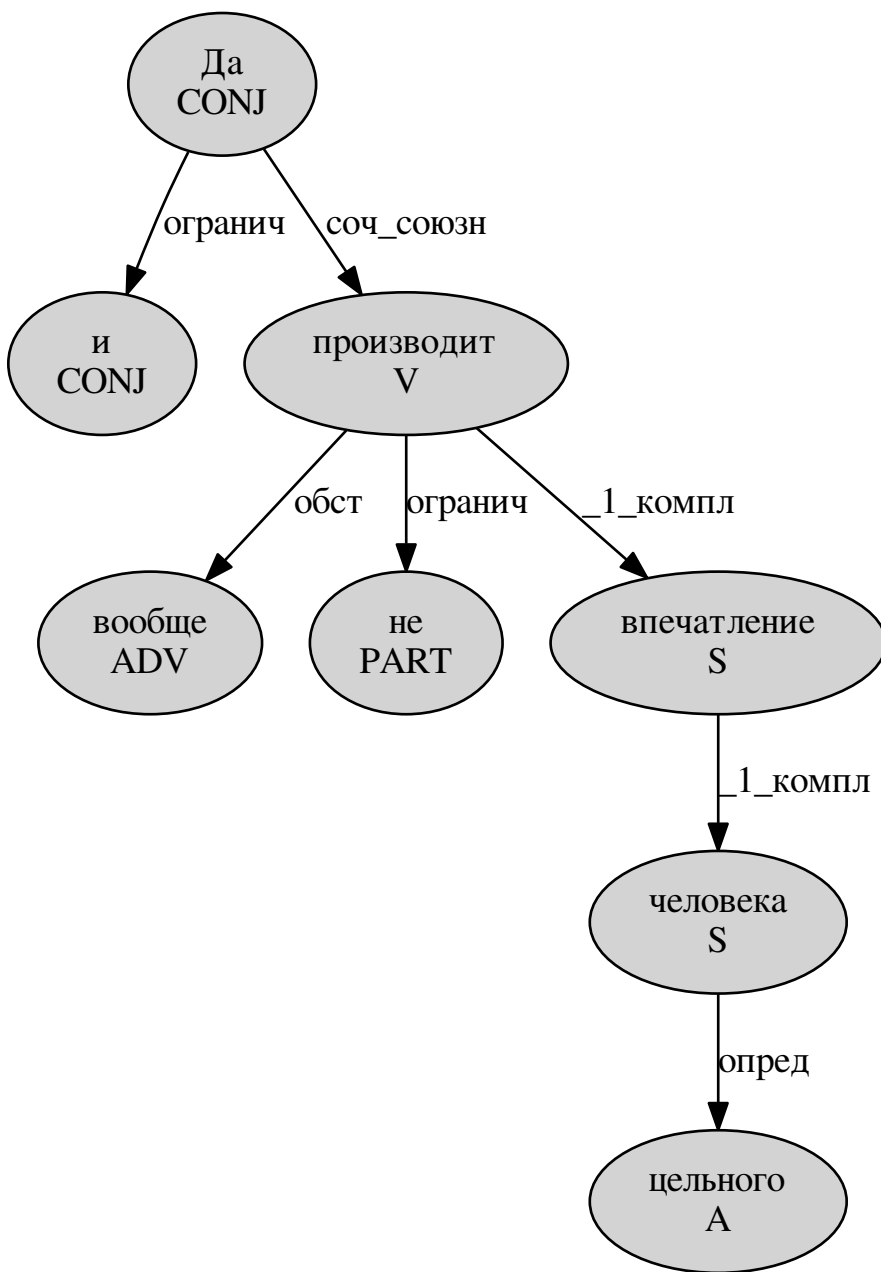 Да
CONJ
огранич
соч_союзн
и
CONJ
производит
V
обст
огранич
_1_компл
вообще
ADV
не
PART
впечатление
S
_1_компл
человека
S
опред
цельного
A